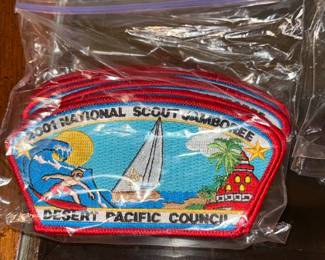 2001 NATIONAL SCOUT JAMBOREE
DESERT PACIFIC COUNCIL